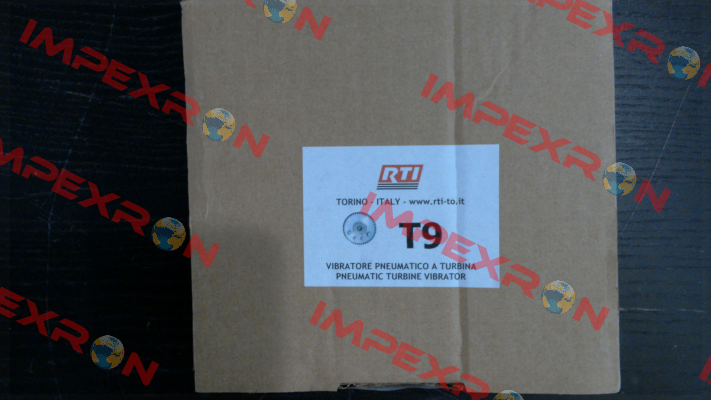 IMPEXRON
IMPEXRON
IMPEXRON
IMPEXRON
IMPEXRON
IMPEXRON
RTI
TORINO - ITALY - www.rti-to.it
T9
VIBRATORE PNEUMATICO A TURBINA
PNEUMATIC TURBINE VIBRATOR